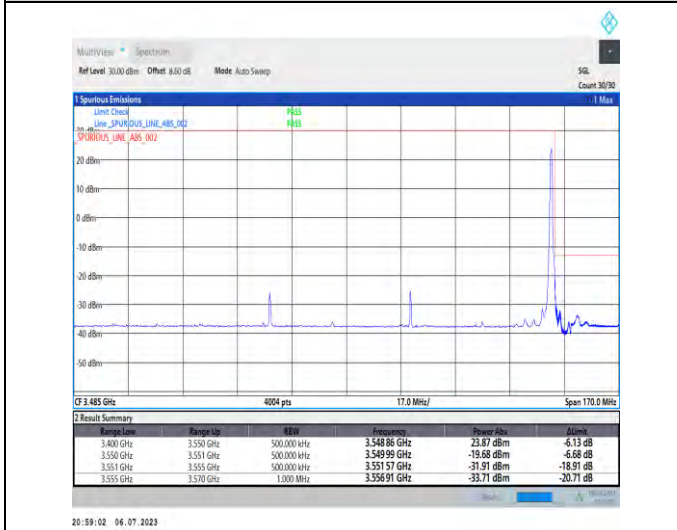 MultiView Spectrum
Ref Level 30.00 dBm Offset 8.60 dB Mode Auto Sweep SGL
Count 30/30
1 Spurious Emissions 1 Max
Limit Check PASS
Line _SPURIOUS_LINE_ABS_002 PASS
_SPURIOUS_LINE_ABS_002
20 dBm
10 dBm
0 dBm
-10 dBm
-20 dBm
-30 dBm
-40 dBm
-50 dBm
CF 3.485 GHz 4004 pts 17.0 MHz/ Span 170.0 MHz
2 Result Summary
Range Low Range Up RBW Frequency Power Abs ΔLimit
3.400 GHz 3.550 GHz 500.000 kHz 3.548 86 GHz 23.87 dBm -6.13 dB
3.550 GHz 3.551 GHz 500.000 kHz 3.549 99 GHz -19.68 dBm -6.68 dB
3.551 GHz 3.555 GHz 500.000 kHz 3.551 57 GHz -31.91 dBm -18.91 dB
3.555 GHz 3.570 GHz 1.000 MHz 3.556 91 GHz -33.71 dBm -20.71 dB
20:59:02 06.07.2023